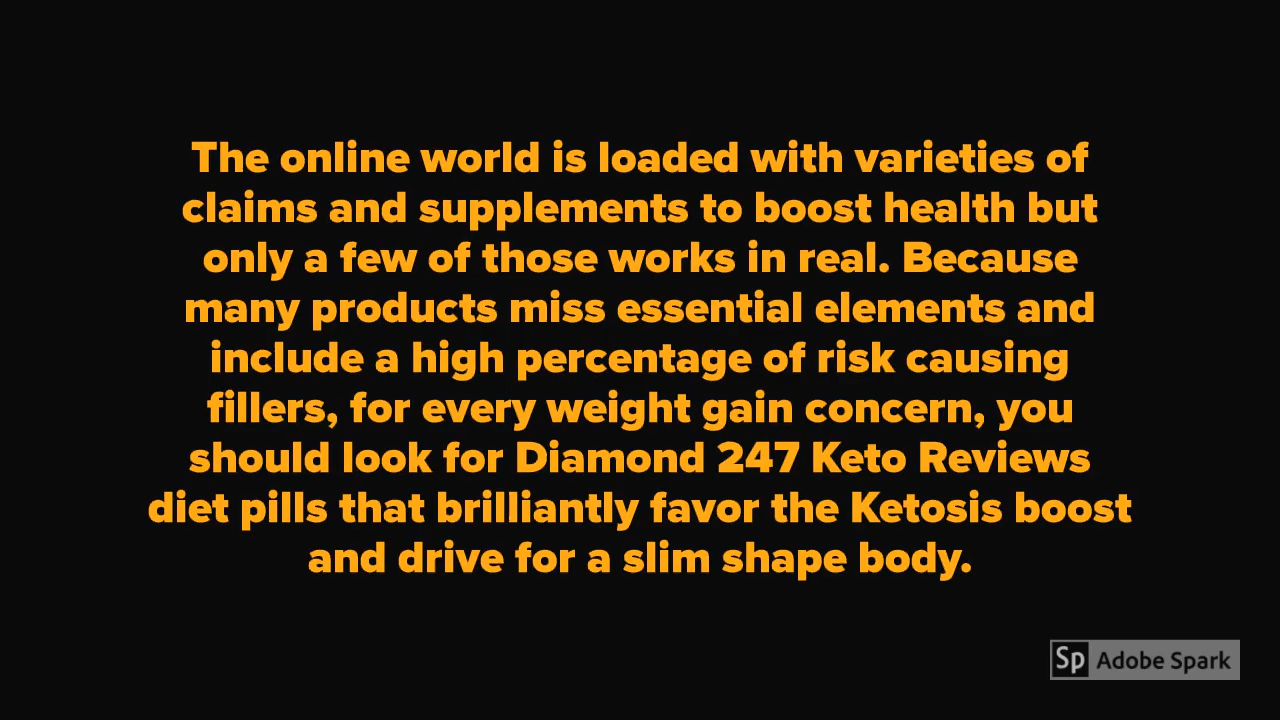 The online world is loaded with varieties of
claims and supplements to boost health but
only a few of those works in real. Because
many products miss essential elements and
include a high percentage of risk causing
fillers, for every weight gain concern, you
should look for Diamond 247 Keto Reviews
diet pills that brilliantly favor the Ketosis boost
and drive for a slim shape body.
Sp Adobe Spark